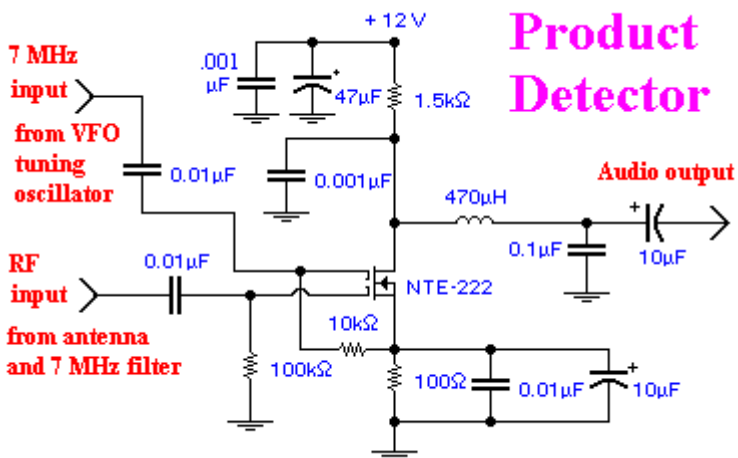 Product
Detector
+ 12 V
7 MHz
input
from VFO
tuning
oscillator
.001
µF
47µF
1.5kΩ
0.01µF
0.001µF
Audio output
470µH
+
0.1µF
10µF
RF
input
0.01µF
NTE-222
from antenna
and 7 MHz filter
10kΩ
100kΩ
100Ω
0.01µF
+
10µF
+